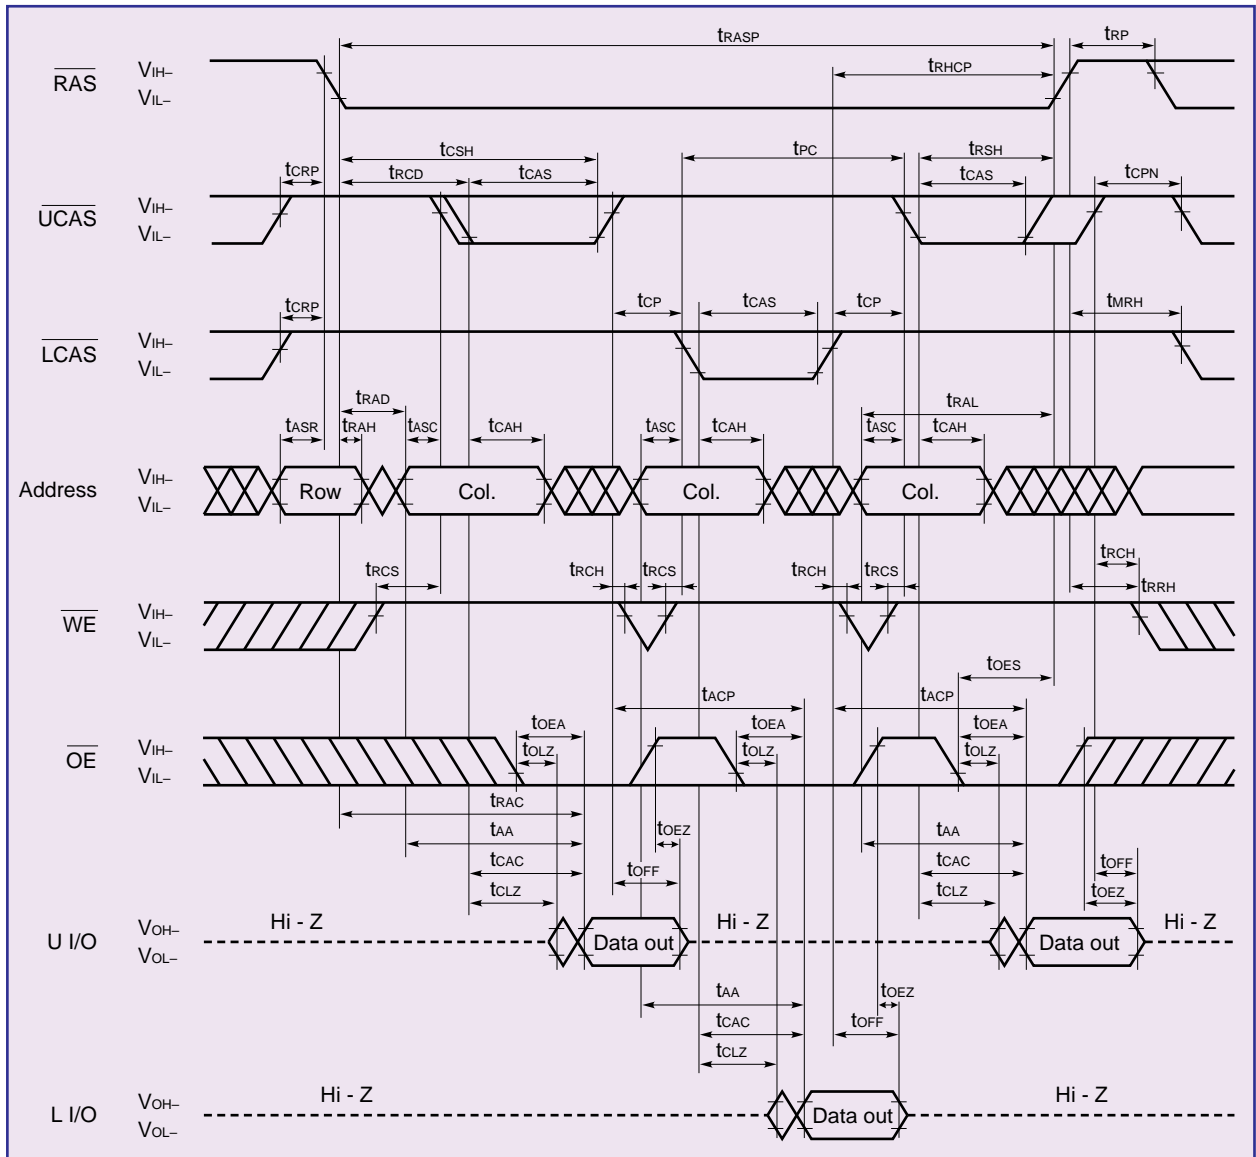 tRASP
tRP
tRHCP
RAS
VIH–
VIL–
tCSH
tPC
tRSH
tCRP
tRCD
tCAS
tCAS
tCPN
UCAS
VIH–
VIL–
tCRP
tCP
tCAS
tCP
tMRH
LCAS
VIH–
VIL–
tRAD
tRAL
tASR
tRAH
tASC
tCAH
tASC
tCAH
tASC
tCAH
Address
VIH–
VIL–
Row
Col.
Col.
Col.
tRCS
tRCH
tRCS
tRCH
tRCS
tRCH
tRRH
WE
VIH–
VIL–
tOES
tACP
tACP
tOEA
tOEA
tOEA
OE
VIH–
VIL–
tOLZ
tOLZ
tOLZ
tRAC
tAA
tOEZ
tAA
tCAC
tOFF
tCAC
tOFF
tCLZ
tCLZ
tOEZ
U I/O
VOH–
VOL–
Hi - Z
Data out
Hi - Z
Data out
Hi - Z
tAA
tOEZ
tCAC
tOFF
tCLZ
L I/O
VOH–
VOL–
Hi - Z
Data out
Hi - Z